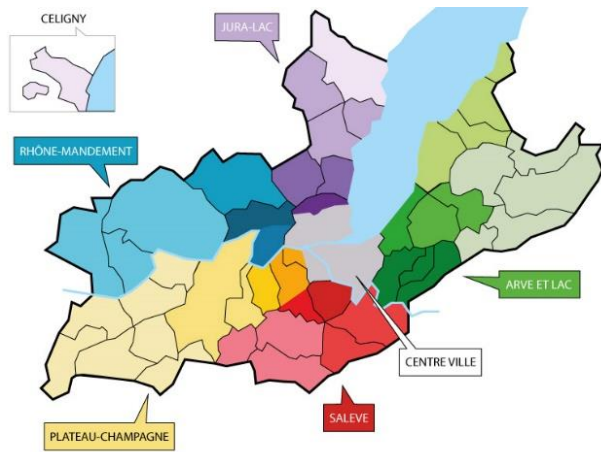 CELIGNY
JURA-LAC
RHÔNE-MANDEMENT
ARVE ET LAC
CENTRE VILLE
SALEVE
PLATEAU-CHAMPAGNE